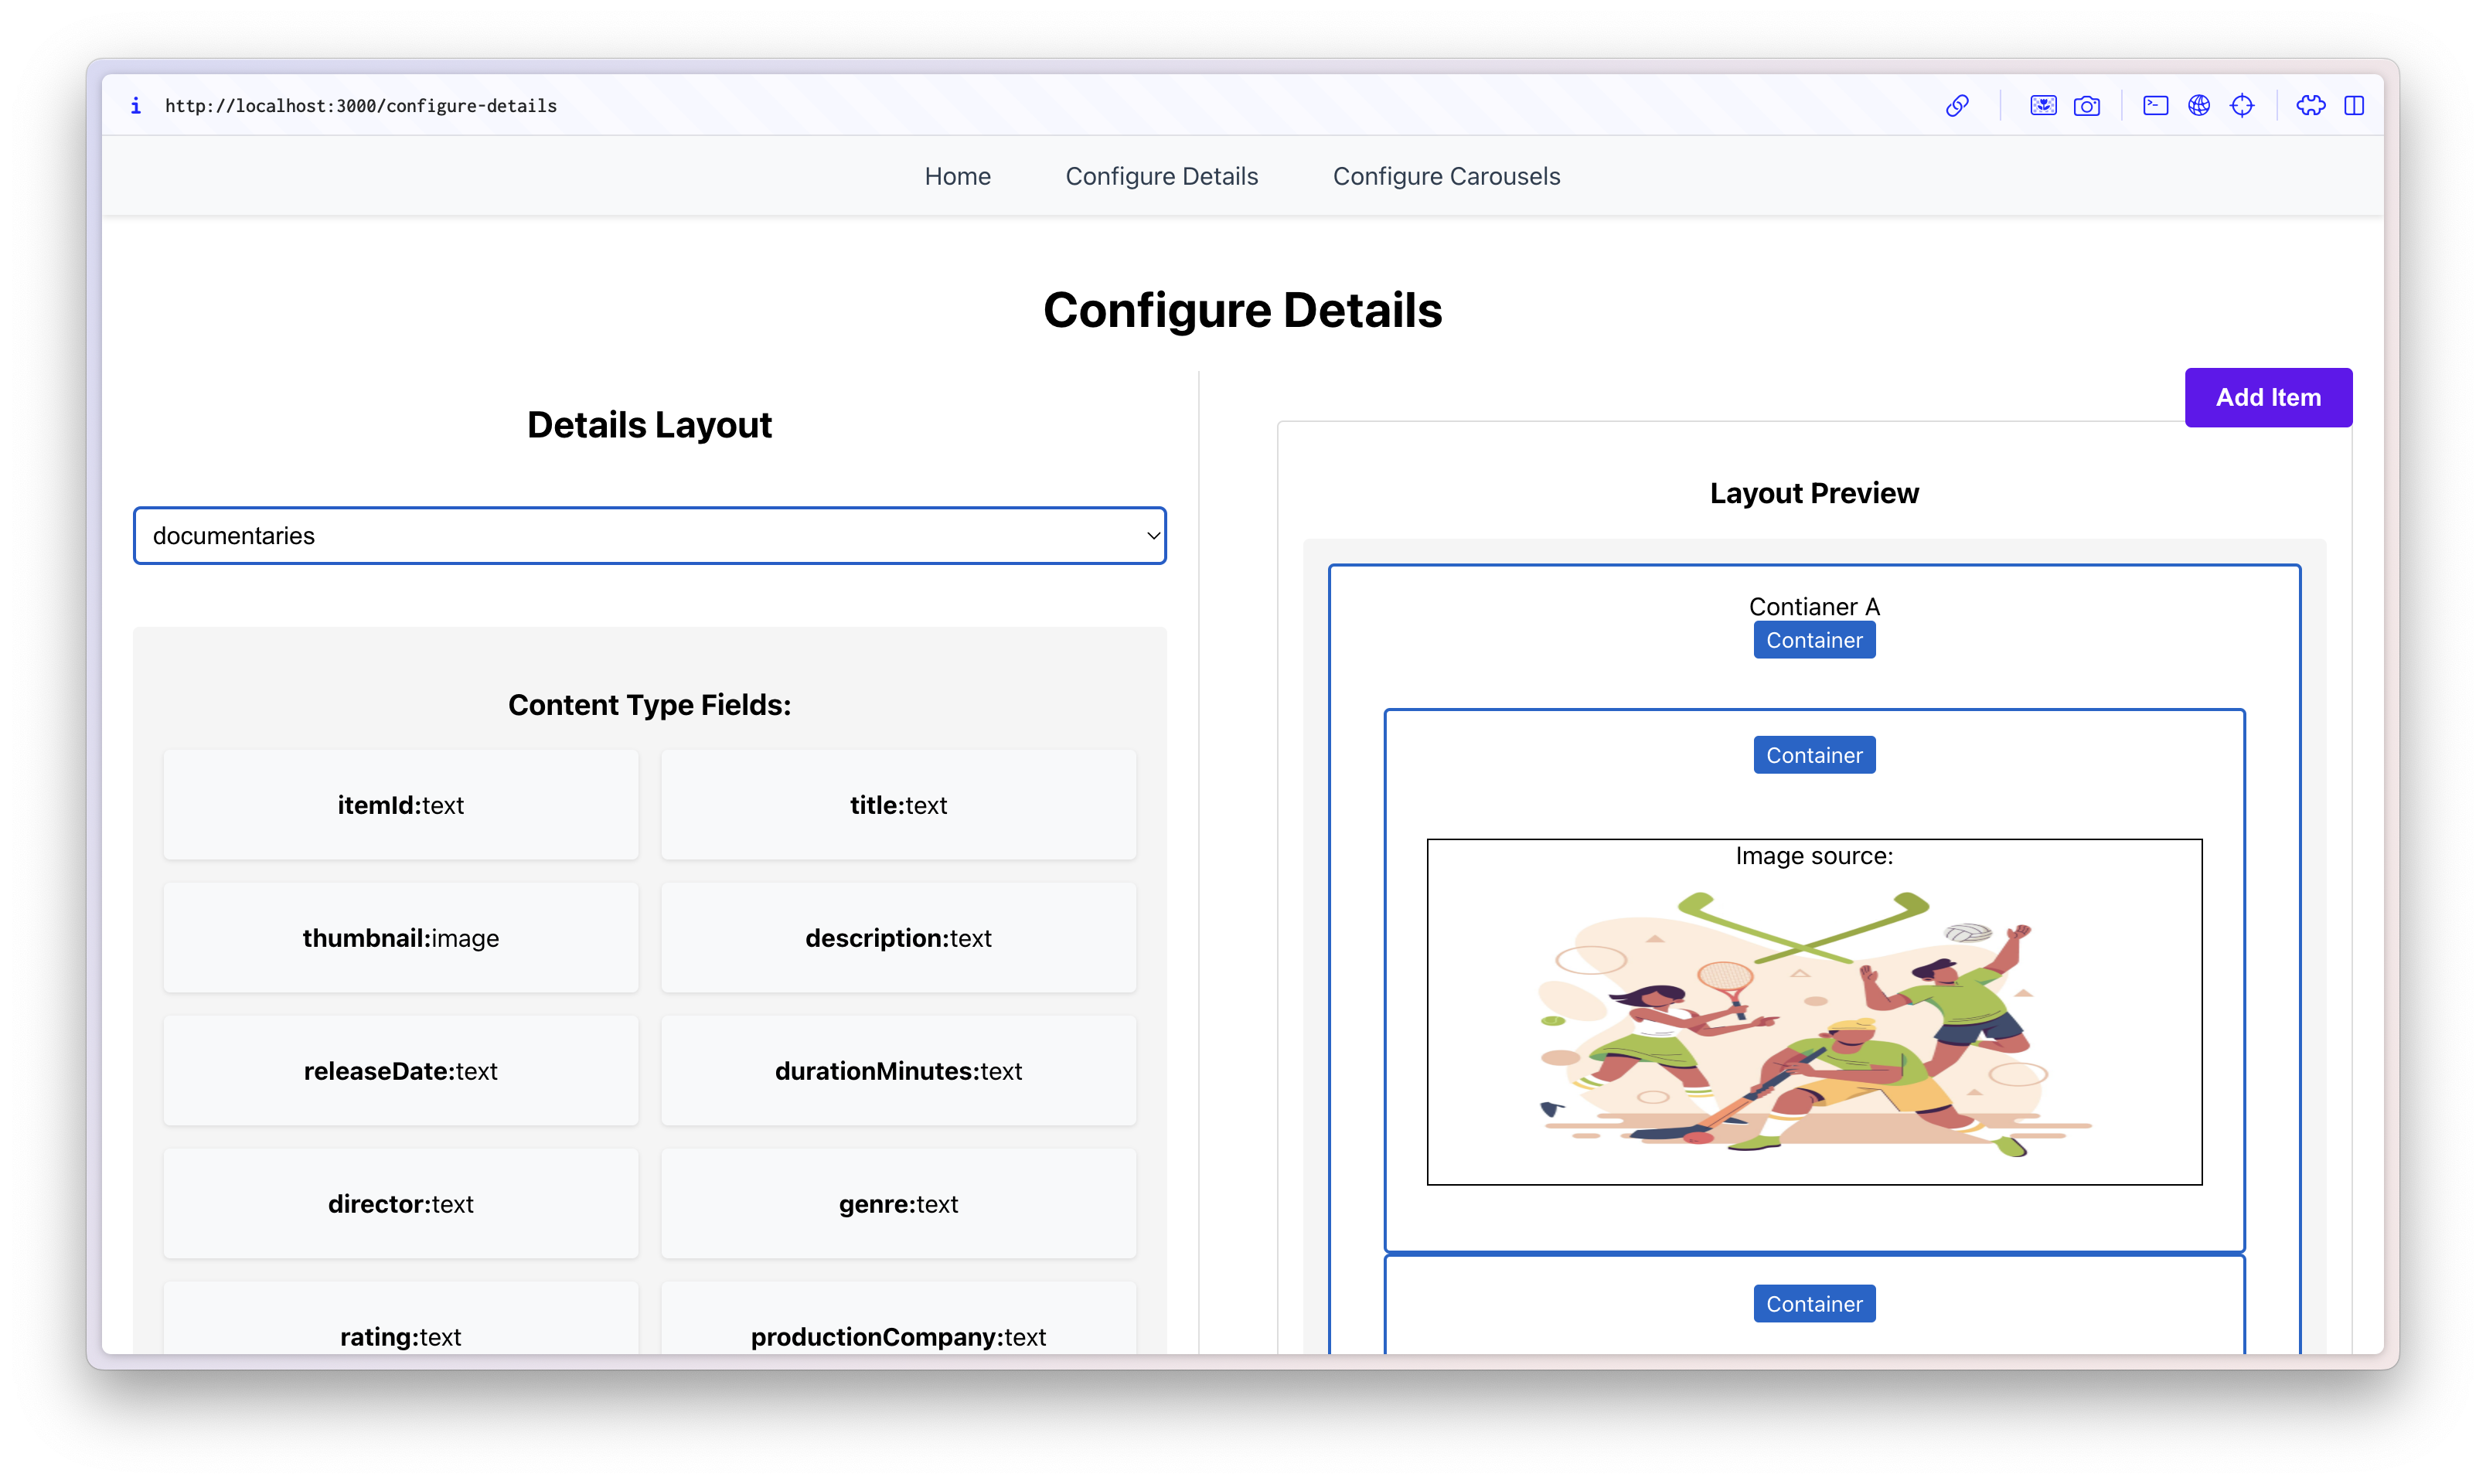 http://localhost:3000/configure-details
Home Configure Details Configure Carousels
Configure Details
Details Layout
documentaries
Content Type Fields:
itemId:text title:text
thumbnail:image description:text
releaseDate:text durationMinutes:text
director:text genre:text
rating:text productionCompany:text
Add Item
Layout Preview
Contianer A
Container
Container
Image source:
Container